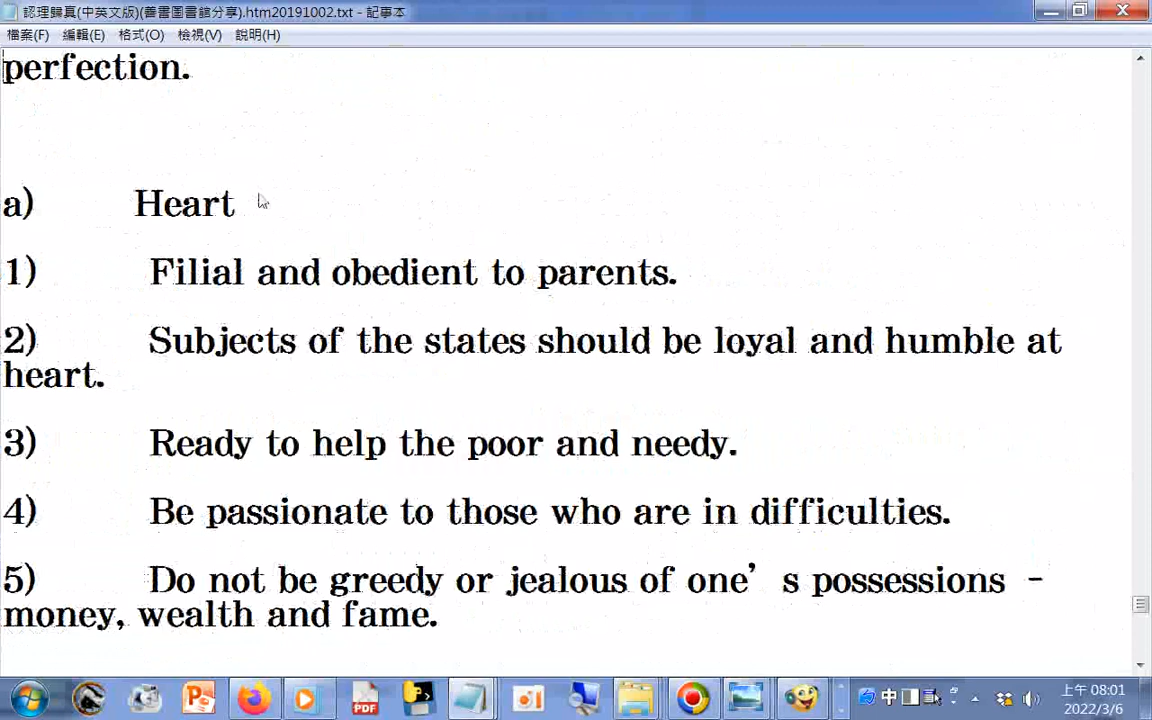 認理歸真(中英文版)(善書圖書館分享).htm20191002.txt - 記事本
檔案(F) 編輯(E) 格式(O) 檢視(V) 說明(H)
perfection.
a) Heart
1) Filial and obedient to parents.
2) Subjects of the states should be loyal and humble at
heart.
3) Ready to help the poor and needy.
4) Be passionate to those who are in difficulties.
5) Do not be greedy or jealous of one’s possessions -
money, wealth and fame.
中
上午 08:01
2022/3/6
PDF